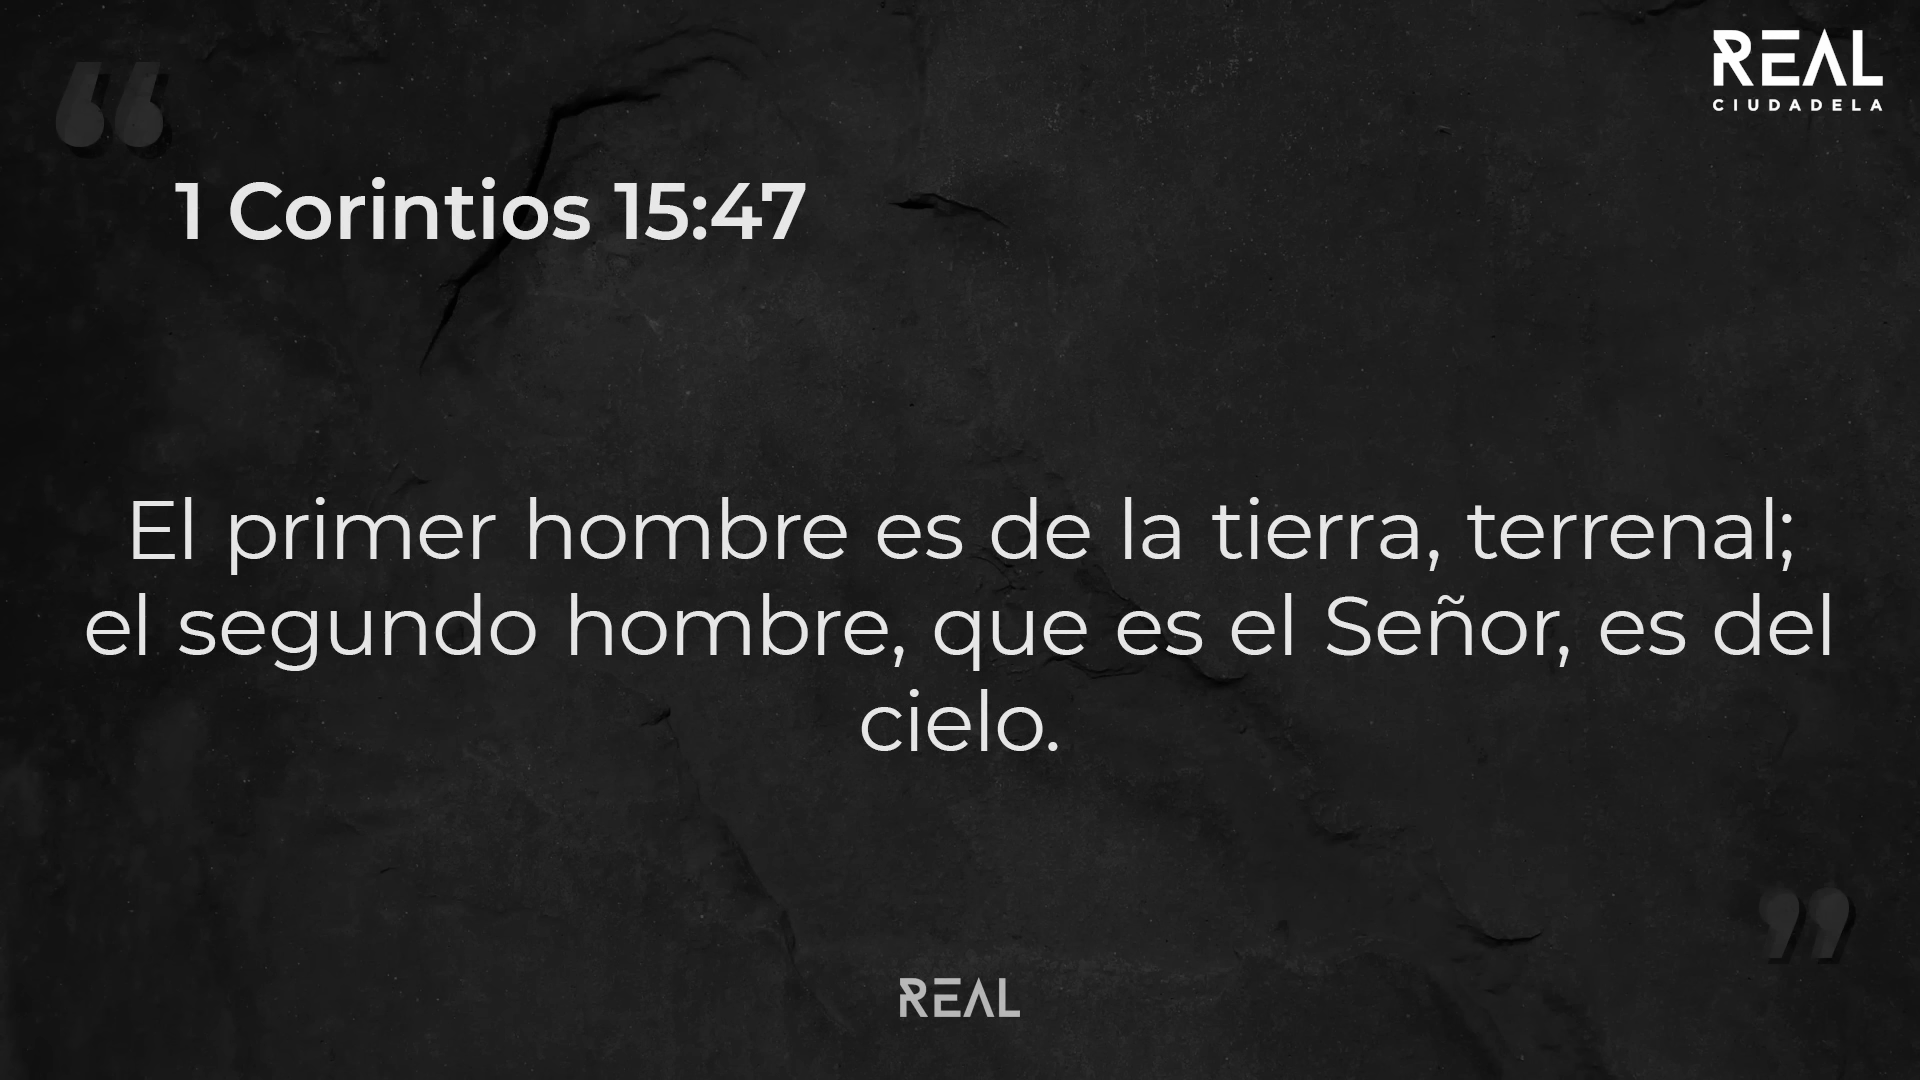 REAL
CIUDADELA
1 Corintios 15:47
El primer hombre es de la tierra, terrenal;
el segundo hombre, que es el Señor, es del
cielo.
REAL